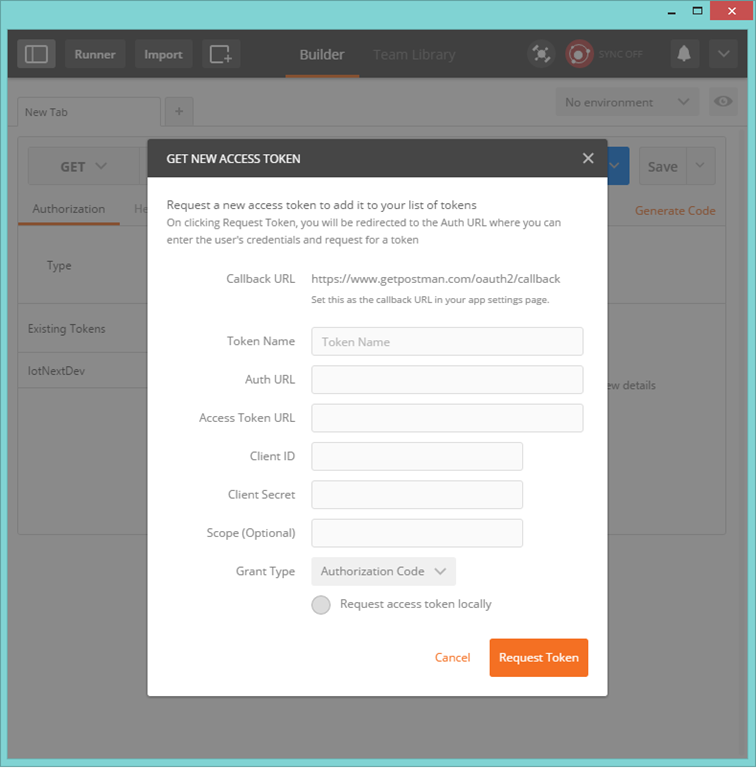 Runner
Import
Builder
Team Library
SYNC OFF
New Tab
+
No environment
GET
Save
Authorization
He
Generate Code
Type
Existing Tokens
IotNextDev
ew details
GET NEW ACCESS TOKEN
Request a new access token to add it to your list of tokens
On clicking Request Token, you will be redirected to the Auth URL where you can
enter the user's credentials and request for a token
Callback URL https://www.getpostman.com/oauth2/callback
Set this as the callback URL in your app settings page.
Token Name Token Name
Auth URL
Access Token URL
Client ID
Client Secret
Scope (Optional)
Grant Type Authorization Code
Request access token locally
Cancel Request Token